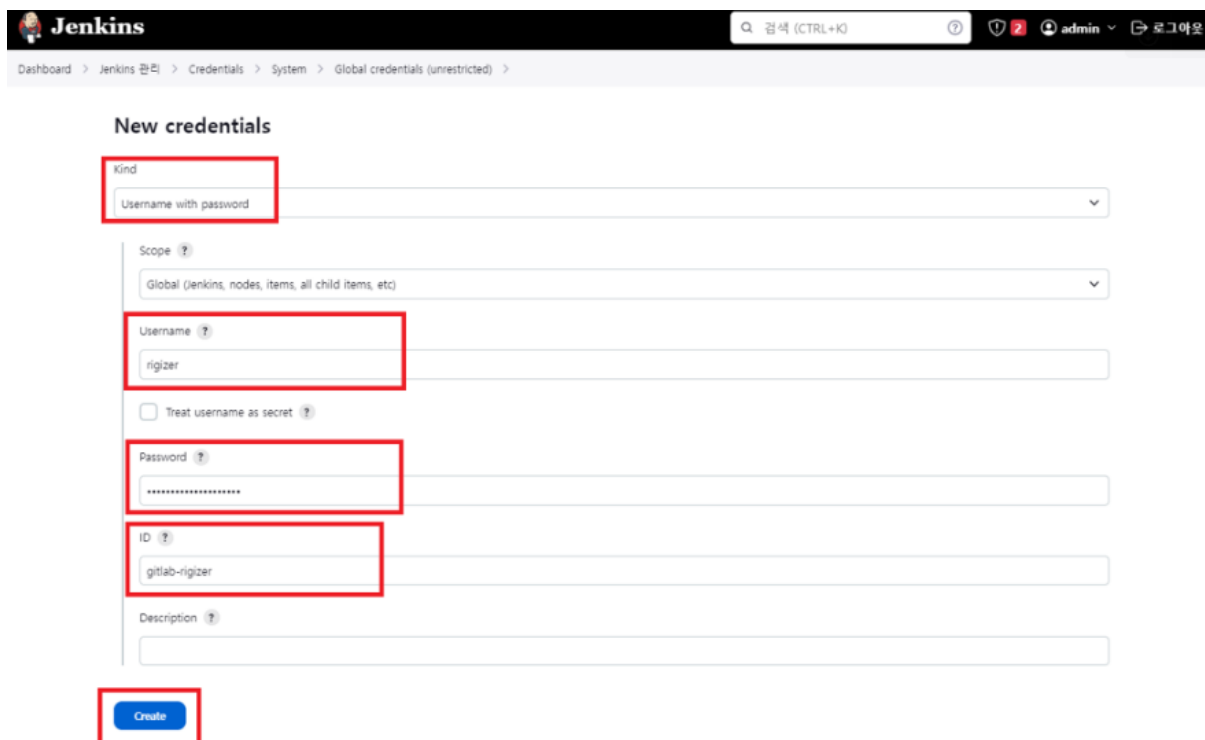 Jenkins
검색 (CTRL+K)
?
2
admin
로그아웃
Dashboard > Jenkins 관리 > Credentials > System > Global credentials (unrestricted) >
New credentials
Kind
Username with password
Scope ?
Global (Jenkins, nodes, items, all child items, etc)
Username ?
rigizer
Treat username as secret ?
Password ?
••••••••••••••••••••
ID ?
gitlab-rigizer
Description ?
Create